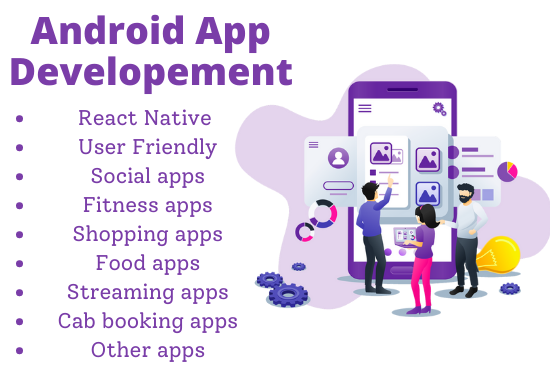 Android App
Developement
• React Native
• User Friendly
• Social apps
• Fitness apps
• Shopping apps
• Food apps
• Streaming apps
• Cab booking apps
• Other apps